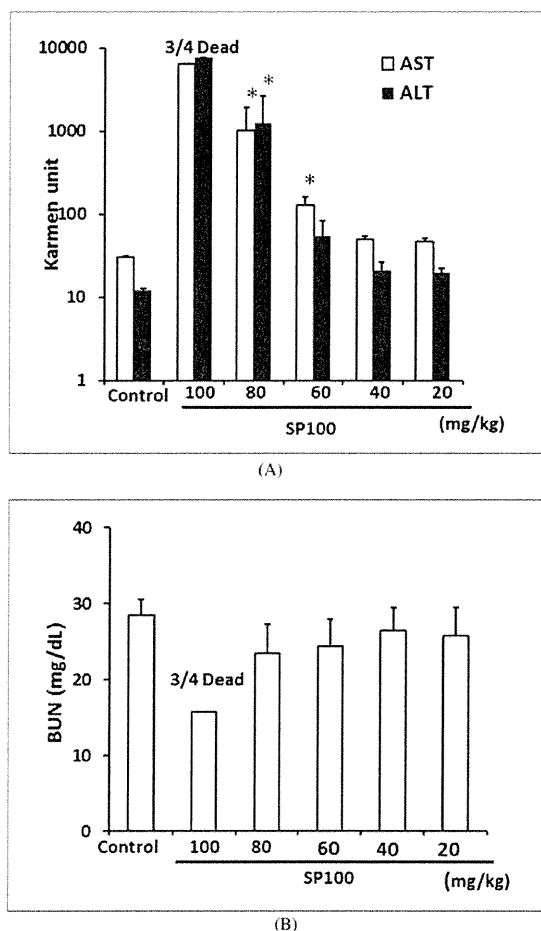 10000
3/4 Dead
AST
ALT
*
*
1000
*
Karmen unit
100
10
1
Control
100
80
60
40
20
SP100
(mg/kg)
(A)
40
30
BUN (mg/dL)
3/4 Dead
20
10
0
Control
100
80
60
40
20
SP100
(mg/kg)
(B)